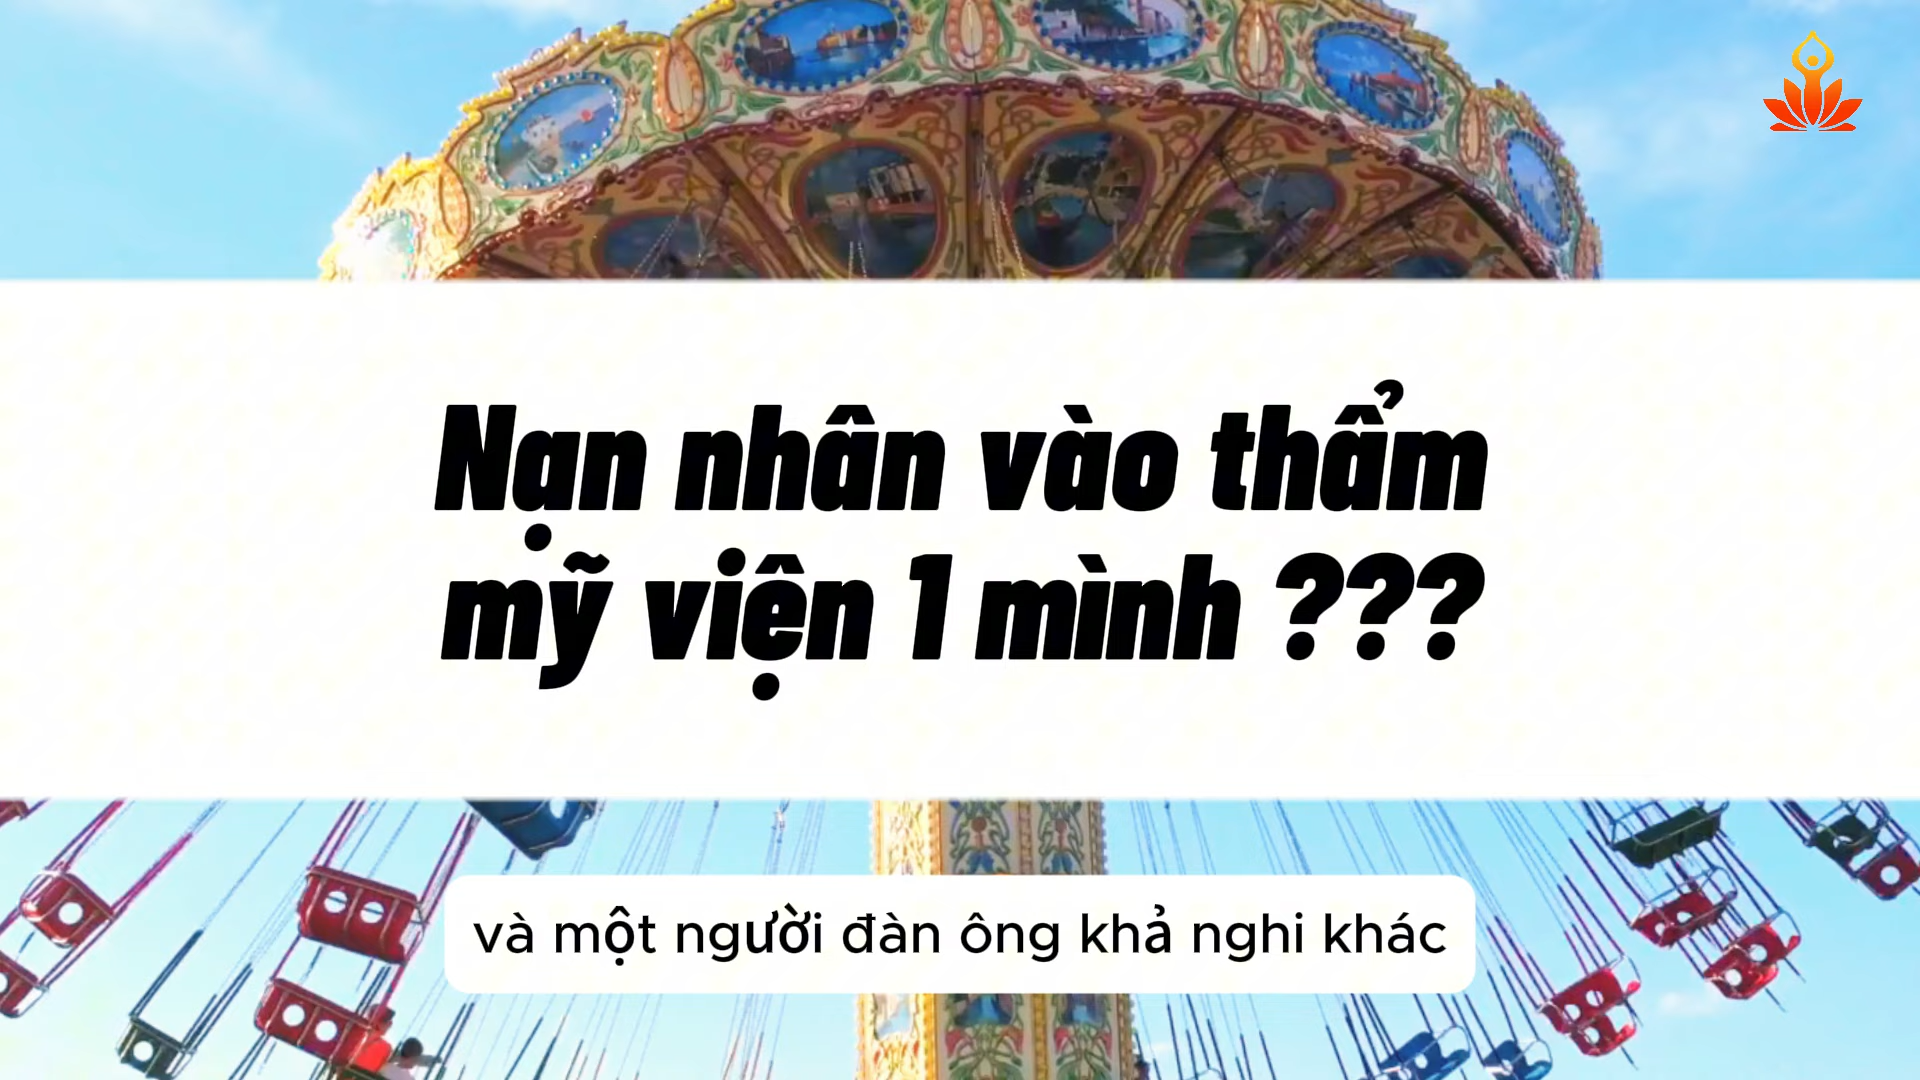 Nạn nhân vào thẩm
mỹ viện 1 mình ???
và một người đàn ông khả nghi khác